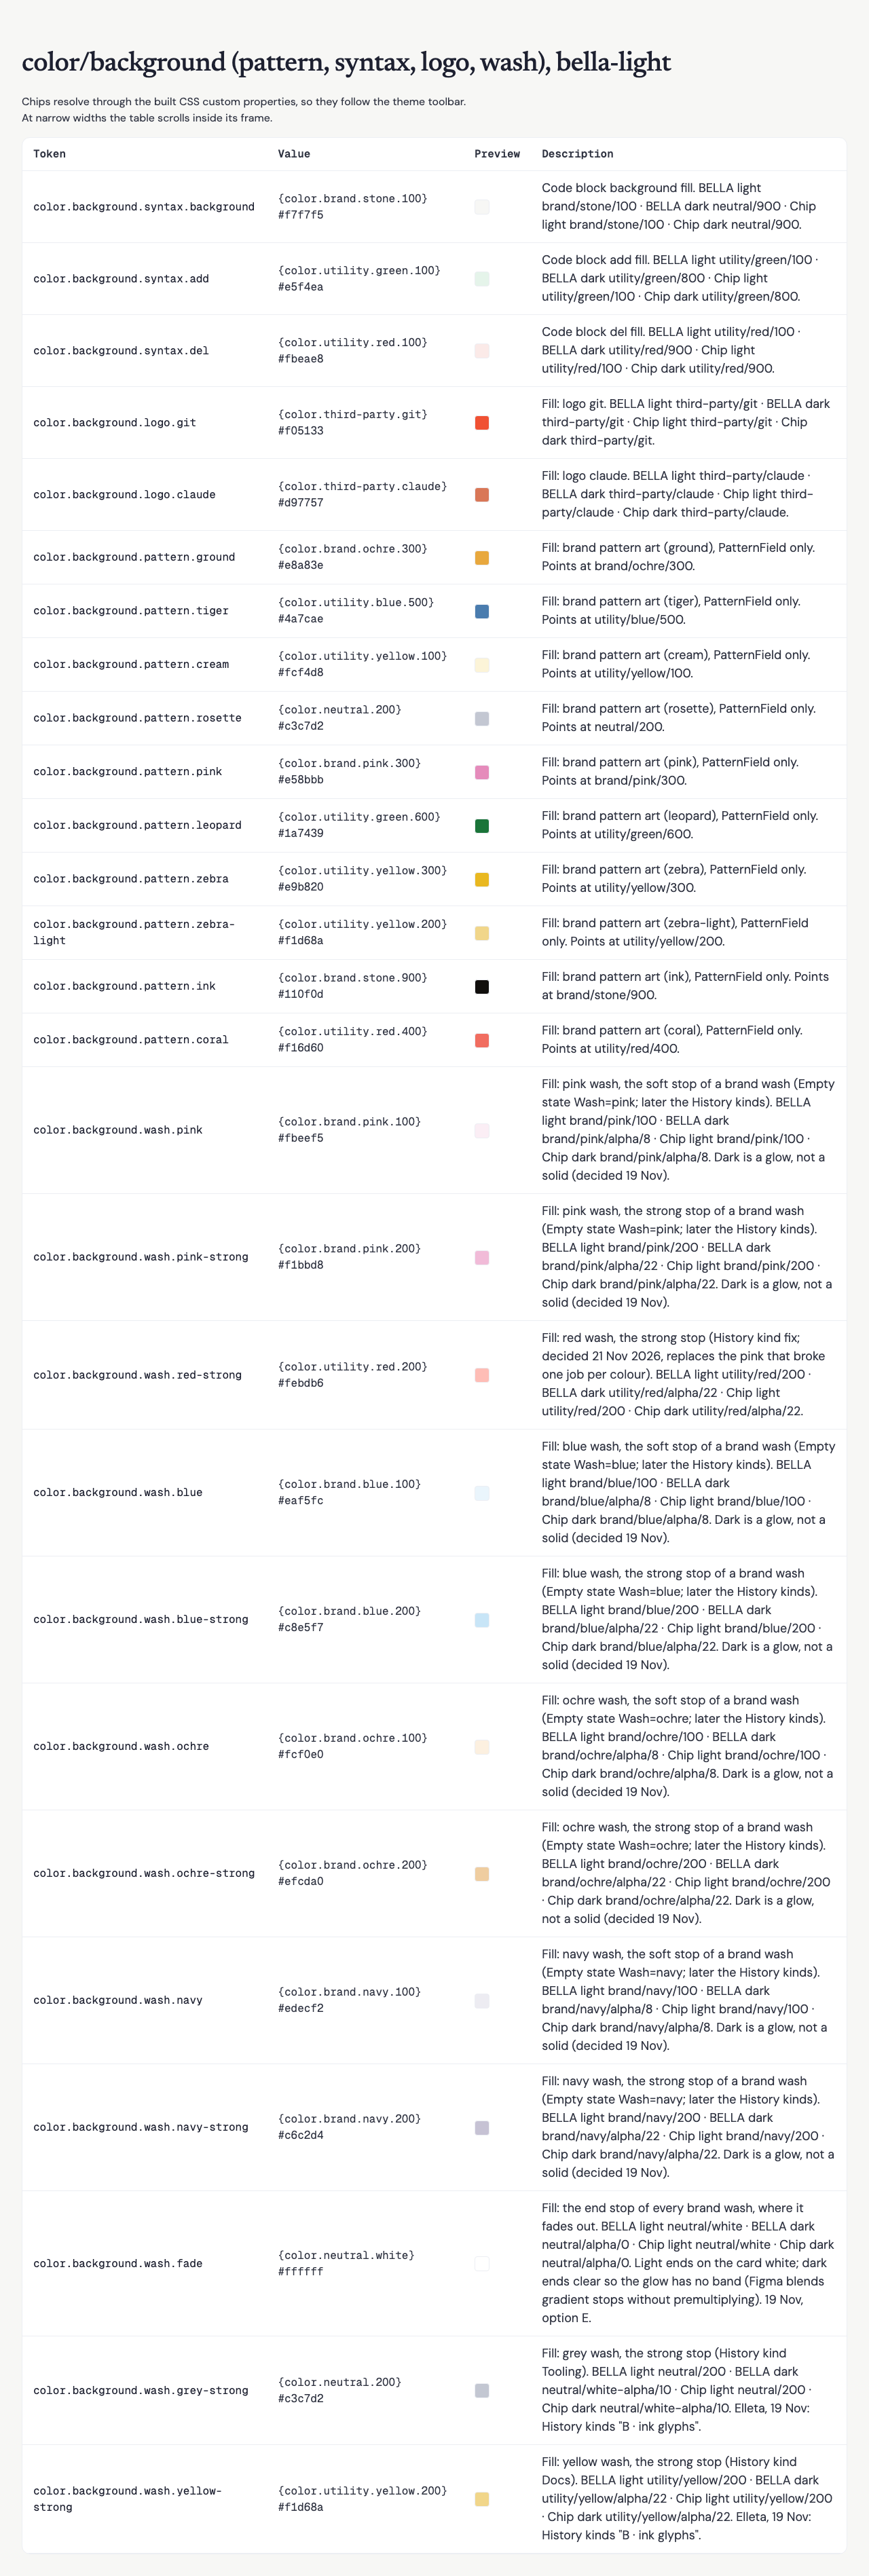 color/background (pattern, syntax, logo, wash), bella-light
Chips resolve through the built CSS custom properties, so they follow the theme toolbar.
At narrow widths the table scrolls inside its frame.
Token Value Preview Description
color.background.syntax.background
{color.brand.stone.100}
#f7f7f5
Code block background fill. BELLA light
brand/stone/100 · BELLA dark neutral/900 · Chip
light brand/stone/100 · Chip dark neutral/900.
color.background.syntax.add
{color.utility.green.100}
#e5f4ea
Code block add fill. BELLA light utility/green/100 ·
BELLA dark utility/green/800 · Chip light
utility/green/100 · Chip dark utility/green/800.
color.background.syntax.del
{color.utility.red.100}
#fbeae8
Code block del fill. BELLA light utility/red/100 ·
BELLA dark utility/red/900 · Chip light
utility/red/100 · Chip dark utility/red/900.
color.background.logo.git
{color.third-party.git}
#f05133
Fill: logo git. BELLA light third-party/git · BELLA dark
third-party/git · Chip light third-party/git · Chip
dark third-party/git.
color.background.logo.claude
{color.third-party.claude}
#d97757
Fill: logo claude. BELLA light third-party/claude ·
BELLA dark third-party/claude · Chip light third-
party/claude · Chip dark third-party/claude.
color.background.pattern.ground
{color.brand.ochre.300}
#e8a83e
Fill: brand pattern art (ground), PatternField only.
Points at brand/ochre/300.
color.background.pattern.tiger
{color.utility.blue.500}
#4a7cae
Fill: brand pattern art (tiger), PatternField only.
Points at utility/blue/500.
color.background.pattern.cream
{color.utility.yellow.100}
#fcf4d8
Fill: brand pattern art (cream), PatternField only.
Points at utility/yellow/100.
color.background.pattern.rosette
{color.neutral.200}
#c3c7d2
Fill: brand pattern art (rosette), PatternField only.
Points at neutral/200.
color.background.pattern.pink
{color.brand.pink.300}
#e58bbb
Fill: brand pattern art (pink), PatternField only.
Points at brand/pink/300.
color.background.pattern.leopard
{color.utility.green.600}
#1a7439
Fill: brand pattern art (leopard), PatternField only.
Points at utility/green/600.
color.background.pattern.zebra
{color.utility.yellow.300}
#e9b820
Fill: brand pattern art (zebra), PatternField only.
Points at utility/yellow/300.
color.background.pattern.zebra-
light
{color.utility.yellow.200}
#f1d68a
Fill: brand pattern art (zebra-light), PatternField
only. Points at utility/yellow/200.
color.background.pattern.ink
{color.brand.stone.900}
#110f0d
Fill: brand pattern art (ink), PatternField only. Points
at brand/stone/900.
color.background.pattern.coral
{color.utility.red.400}
#f16d60
Fill: brand pattern art (coral), PatternField only.
Points at utility/red/400.
color.background.wash.pink
{color.brand.pink.100}
#fbeef5
Fill: pink wash, the soft stop of a brand wash (Empty
state Wash=pink; later the History kinds). BELLA
light brand/pink/100 · BELLA dark
brand/pink/alpha/8 · Chip light brand/pink/100 ·
Chip dark brand/pink/alpha/8. Dark is a glow, not a
solid (decided 19 Nov).
color.background.wash.pink-strong
{color.brand.pink.200}
#f1bbd8
Fill: pink wash, the strong stop of a brand wash
(Empty state Wash=pink; later the History kinds).
BELLA light brand/pink/200 · BELLA dark
brand/pink/alpha/22 · Chip light brand/pink/200 ·
Chip dark brand/pink/alpha/22. Dark is a glow, not a
solid (decided 19 Nov).
color.background.wash.red-strong
{color.utility.red.200}
#febdb6
Fill: red wash, the strong stop (History kind fix;
decided 21 Nov 2026, replaces the pink that broke
one job per colour). BELLA light utility/red/200 ·
BELLA dark utility/red/alpha/22 · Chip light
utility/red/200 · Chip dark utility/red/alpha/22.
color.background.wash.blue
{color.brand.blue.100}
#eaf5fc
Fill: blue wash, the soft stop of a brand wash (Empty
state Wash=blue; later the History kinds). BELLA
light brand/blue/100 · BELLA dark
brand/blue/alpha/8 · Chip light brand/blue/100 ·
Chip dark brand/blue/alpha/8. Dark is a glow, not a
solid (decided 19 Nov).
color.background.wash.blue-strong
{color.brand.blue.200}
#c8e5f7
Fill: blue wash, the strong stop of a brand wash
(Empty state Wash=blue; later the History kinds).
BELLA light brand/blue/200 · BELLA dark
brand/blue/alpha/22 · Chip light brand/blue/200 ·
Chip dark brand/blue/alpha/22. Dark is a glow, not a
solid (decided 19 Nov).
color.background.wash.ochre
{color.brand.ochre.100}
#fcf0e0
Fill: ochre wash, the soft stop of a brand wash
(Empty state Wash=ochre; later the History kinds).
BELLA light brand/ochre/100 · BELLA dark
brand/ochre/alpha/8 · Chip light brand/ochre/100 ·
Chip dark brand/ochre/alpha/8. Dark is a glow, not a
solid (decided 19 Nov).
color.background.wash.ochre-strong
{color.brand.ochre.200}
#efcda0
Fill: ochre wash, the strong stop of a brand wash
(Empty state Wash=ochre; later the History kinds).
BELLA light brand/ochre/200 · BELLA dark
brand/ochre/alpha/22 · Chip light brand/ochre/200
· Chip dark brand/ochre/alpha/22. Dark is a glow,
not a solid (decided 19 Nov).
color.background.wash.navy
{color.brand.navy.100}
#edecf2
Fill: navy wash, the soft stop of a brand wash
(Empty state Wash=navy; later the History kinds).
BELLA light brand/navy/100 · BELLA dark
brand/navy/alpha/8 · Chip light brand/navy/100 ·
Chip dark brand/navy/alpha/8. Dark is a glow, not a
solid (decided 19 Nov).
color.background.wash.navy-strong
{color.brand.navy.200}
#c6c2d4
Fill: navy wash, the strong stop of a brand wash
(Empty state Wash=navy; later the History kinds).
BELLA light brand/navy/200 · BELLA dark
brand/navy/alpha/22 · Chip light brand/navy/200 ·
Chip dark brand/navy/alpha/22. Dark is a glow, not a
solid (decided 19 Nov).
color.background.wash.fade
{color.neutral.white}
#ffffff
Fill: the end stop of every brand wash, where it
fades out. BELLA light neutral/white · BELLA dark
neutral/alpha/0 · Chip light neutral/white · Chip dark
neutral/alpha/0. Light ends on the card white; dark
ends clear so the glow has no band (Figma blends
gradient stops without premultiplying). 19 Nov,
option E.
color.background.wash.grey-strong
{color.neutral.200}
#c3c7d2
Fill: grey wash, the strong stop (History kind
Tooling). BELLA light neutral/200 · BELLA dark
neutral/white-alpha/10 · Chip light neutral/200 ·
Chip dark neutral/white-alpha/10. Elleta, 19 Nov:
History kinds "B · ink glyphs".
color.background.wash.yellow-
strong
{color.utility.yellow.200}
#f1d68a
Fill: yellow wash, the strong stop (History kind
Docs). BELLA light utility/yellow/200 · BELLA dark
utility/yellow/alpha/22 · Chip light utility/yellow/200
· Chip dark utility/yellow/alpha/22. Elleta, 19 Nov:
History kinds "B · ink glyphs".